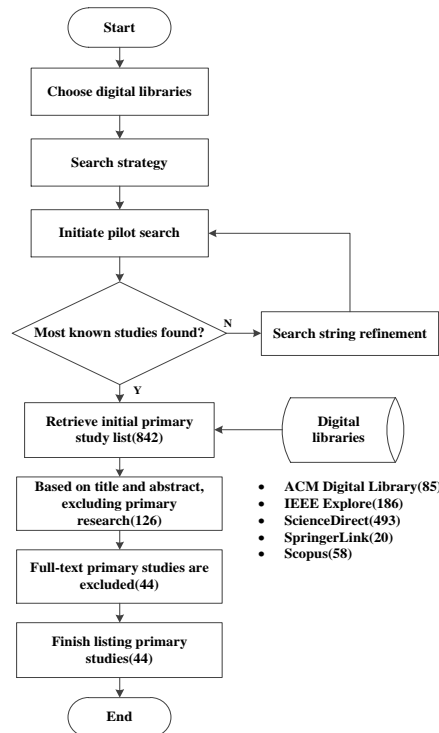 Start
Choose digital libraries
Search strategy
Initiate pilot search
Most known studies found?
N
Search string refinement
Y
Retrieve initial primary
study list(842)
Digital
libraries
Based on title and abstract,
excluding primary
research(126)
• ACM Digital Library(85)
• IEEE Explore(186)
• ScienceDirect(493)
• SpringerLink(20)
• Scopus(58)
Full-text primary studies are
excluded(44)
Finish listing primary
studies(44)
End